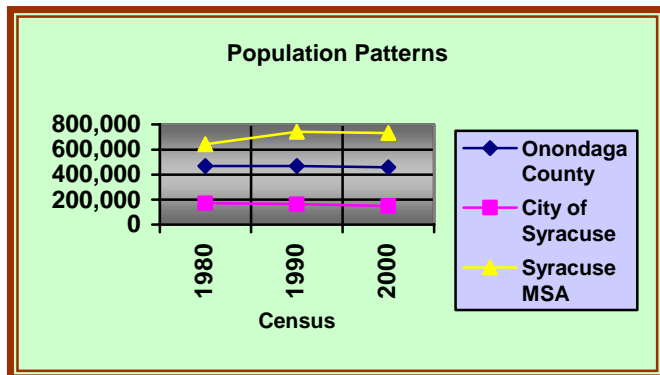 Population Patterns
800,000
600,000
400,000
200,000
0
1980
1990
2000
Census
Onondaga
County
City of
Syracuse
Syracuse
MSA